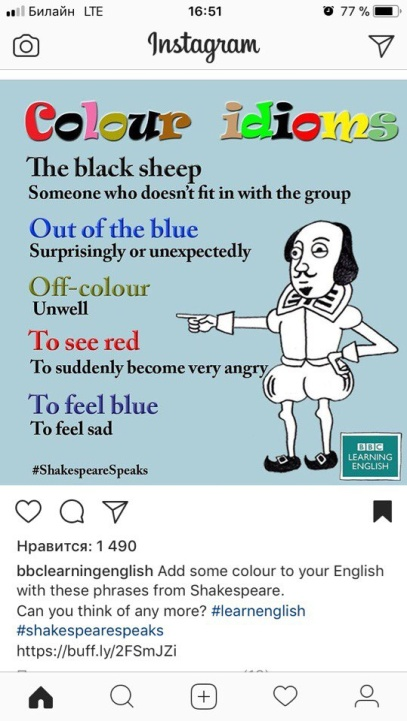 Билайн LTE 16:51 77 %
Instagram
Colour idioms
The black sheep
Someone who doesn't fit in with the group
Out of the blue
Surprisingly or unexpectedly
Off-colour
Unwell
To see red
To suddenly become very angry
To feel blue
To feel sad
#ShakespeareSpeaks
BBC
LEARNING
ENGLISH
Нравится: 1 490
bbclearningenglish Add some colour to your English
with these phrases from Shakespeare.
Can you think of any more? #learnenglish
#shakespearespeaks
https://buff.ly/2FSmJZi